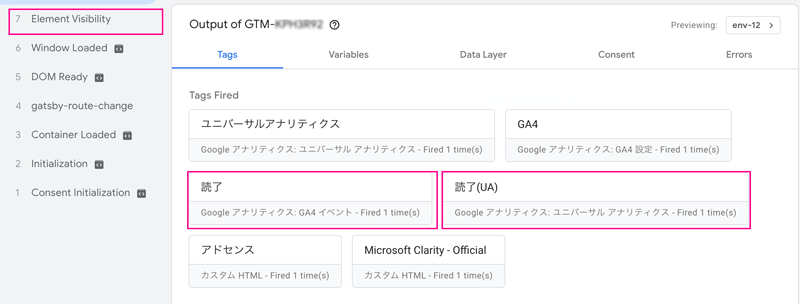 7 Element Visibility
6 Window Loaded
5 DOM Ready
4 gatsby-route-change
3 Container Loaded
2 Initialization
1 Consent Initialization
Output of GTM-
Previewing: env-12
Tags Variables Data Layer Consent Errors
Tags Fired
ユニバーサルアナリティクス
Google アナリティクス: ユニバーサル アナリティクス - Fired 1 time(s)
GA4
Google アナリティクス: GA4 設定 - Fired 1 time(s)
読了
Google アナリティクス: GA4 イベント - Fired 1 time(s)
読了(UA)
Google アナリティクス: ユニバーサル アナリティクス - Fired 1 time(s)
アドセンス
カスタム HTML - Fired 1 time(s)
Microsoft Clarity - Official
カスタム HTML - Fired 1 time(s)